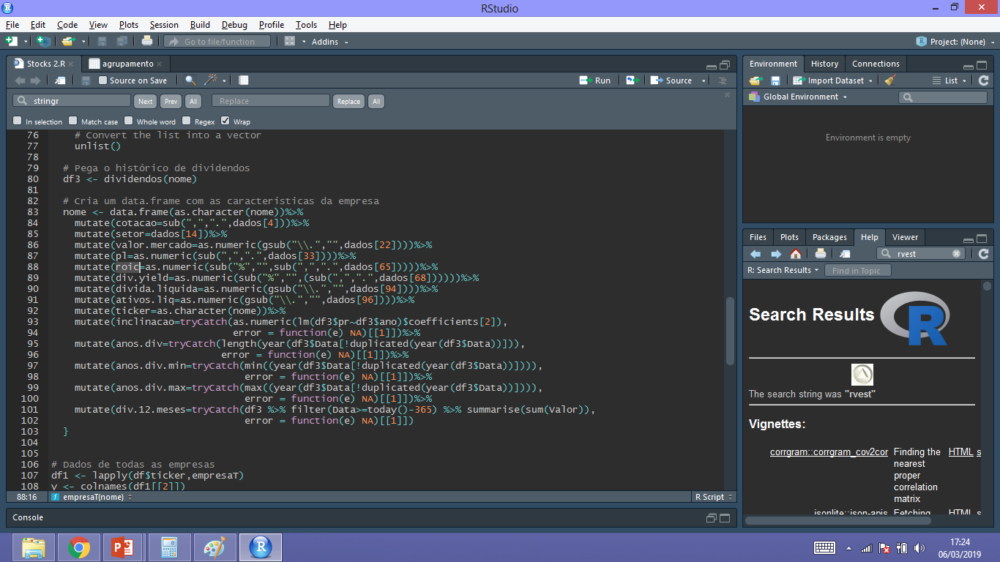 RStudio
File Edit Code View Plots Session Build Debug Profile Tools Help
Go to file/function Addins Project: (None)
Stocks 2.R agrupamento
Source on Save Run Source
stringr Next Prev All Replace Replace All
In selection Match case Whole word Regex Wrap
76 # Convert the list into a vector
77 unlist()
78
79 # Pega o histórico de dividendos
80 df3 <- dividendos(nome)
81
82 # Cria um data.frame com as características da empresa
83 nome <- data.frame(as.character(nome))%>%
84 mutate(cotacao=sub(",",".",dados[4]))%>%
85 mutate(setor=dados[14])%>%
86 mutate(valor.mercado=as.numeric(gsub("\\.","",dados[22])))%>%
87 mutate(pl=as.numeric(sub(",",".",dados[33])))%>%
88 mutate(roic=as.numeric(sub("%","",sub(",",".",dados[65]))))%>%
89 mutate(div.yield=as.numeric(sub("%","",(sub(",",".",dados[68])))))%>%
90 mutate(divida.liquida=as.numeric(gsub("\\.","",dados[94])))%>%
91 mutate(ativos.liq=as.numeric(gsub("\\.","",dados[96])))%>%
92 mutate(ticker=as.character(nome))%>%
93 mutate(inclinacao=tryCatch(as.numeric(lm(df3$pr~df3$ano)$coefficients[2]),
94 error = function(e) NA)[[1]])%>%
95 mutate(anos.div=tryCatch(length(year(df3$Data[!duplicated(year(df3$Data))])),
96 error = function(e) NA)[[1]])%>%
97 mutate(anos.div.min=tryCatch(min((year(df3$Data[!duplicated(year(df3$Data))]))),
98 error = function(e) NA)[[1]])%>%
99 mutate(anos.div.max=tryCatch(max((year(df3$Data[!duplicated(year(df3$Data))]))),
100 error = function(e) NA)[[1]])%>%
101 mutate(div.12.meses=tryCatch(df3 %>% filter(Data>=today()-365) %>% summarise(sum(Valor)),
102 error = function(e) NA)[[1]])
103 }
104
105
106 # Dados de todas as empresas
107 df1 <- lapply(df$ticker,empresaT)
108 y <- colnames(df1[[2]])
88:16 empresaT(nome) R Script
Console
Environment History Connections
Import Dataset List
Global Environment
Environment is empty
Files Plots Packages Help Viewer
rvest
R: Search Results Find in Topic
Search Results
The search string was "rvest"
Vignettes:
corrgram::corrgram_cov2cor Finding the HTML s
nearest
proper
correlation
matrix
jsonlite::json-apis Fetching HTML s
17:24
06/03/2019